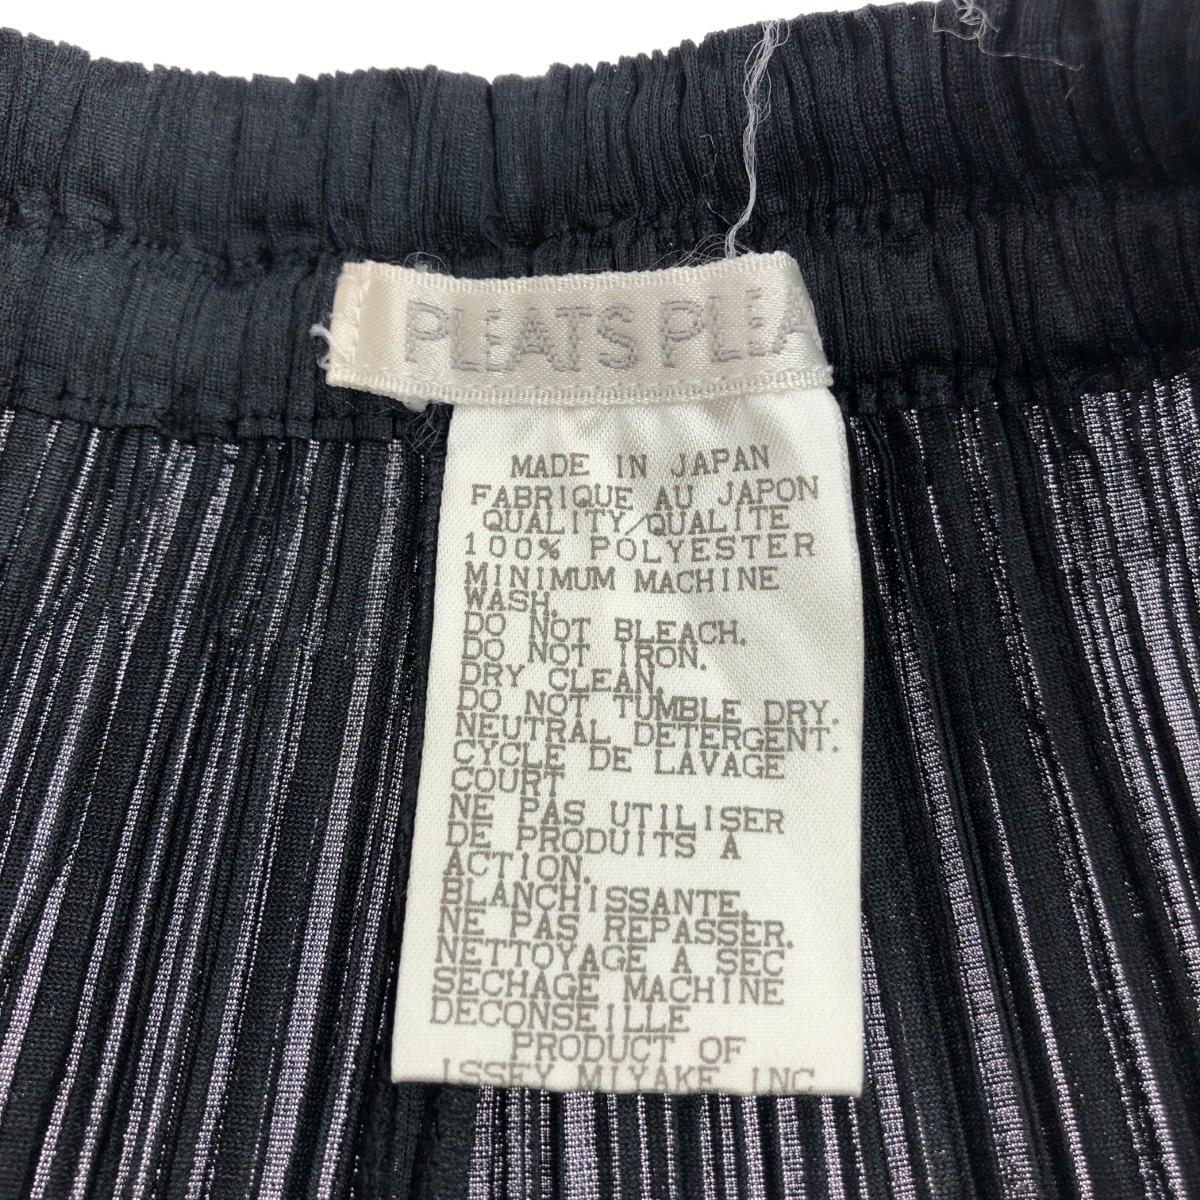 PLEATS PLEA
MADE IN JAPAN
FABRIQUE AU JAPON
QUALITY/QUALITE
100% POLYESTER
MINIMUM MACHINE
WASH.
DO NOT BLEACH.
DO NOT IRON.
DRY CLEAN.
DO NOT TUMBLE DRY.
NEUTRAL DETERGENT.
CYCLE DE LAVAGE
COURT
NE PAS UTILISER
DE PRODUITS A
ACTION.
BLANCHISSANTE.
NE PAS REPASSER.
NETTOYAGE A SEC
SECHAGE MACHINE
DECONSEILLE
PRODUCT OF
ISSEY MIYAKE INC